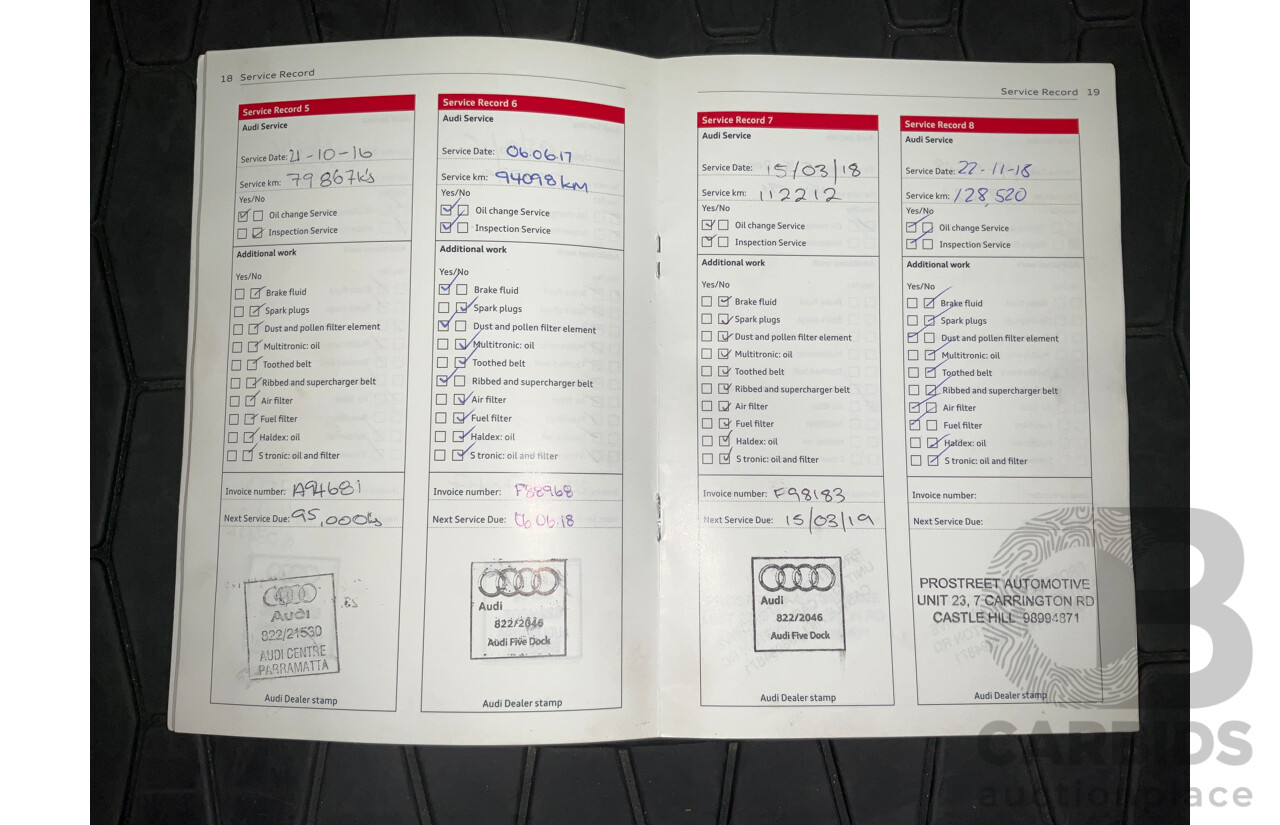 18 Service Record
Service Record 5
Audi Service
Service Date: 21-10-16
Service km: 79867K's
Yes/No
Oil change Service
Inspection Service
Additional work
Yes/No
Brake fluid
Spark plugs
Dust and pollen filter element
Multitronic: oil
Toothed belt
Ribbed and supercharger belt
Air filter
Fuel filter
Haldex: oil
S tronic: oil and filter
Invoice number: A94681
Next Service Due: 95,000Ks
Audi
822/21530
AUDI CENTRE
PARRAMATTA
Audi Dealer stamp
Service Record 6
Audi Service
Service Date: 06.06.17
Service km: 94098KM
Yes/No
Oil change Service
Inspection Service
Additional work
Yes/No
Brake fluid
Spark plugs
Dust and pollen filter element
Multitronic: oil
Toothed belt
Ribbed and supercharger belt
Air filter
Fuel filter
Haldex: oil
S tronic: oil and filter
Invoice number: F88968
Next Service Due: 06.06.18
Audi
822/2046
Audi Five Dock
Audi Dealer stamp
Service Record 19
Service Record 7
Audi Service
Service Date: 15/03/18
Service km: 112212
Yes/No
Oil change Service
Inspection Service
Additional work
Yes/No
Brake fluid
Spark plugs
Dust and pollen filter element
Multitronic: oil
Toothed belt
Ribbed and supercharger belt
Air filter
Fuel filter
Haldex: oil
S tronic: oil and filter
Invoice number: F98183
Next Service Due: 15/03/19
Audi
822/2046
Audi Five Dock
Audi Dealer stamp
Service Record 8
Audi Service
Service Date: 22-11-18
Service km: 128,520
Yes/No
Oil change Service
Inspection Service
Additional work
Yes/No
Brake fluid
Spark plugs
Dust and pollen filter element
Multitronic: oil
Toothed belt
Ribbed and supercharger belt
Air filter
Fuel filter
Haldex: oil
S tronic: oil and filter
Invoice number:
Next Service Due:
PROSTREET AUTOMOTIVE
UNIT 23, 7 CARRINGTON RD
CASTLE HILL 98994871
Audi Dealer stamp
CARBIDS
auctionplace